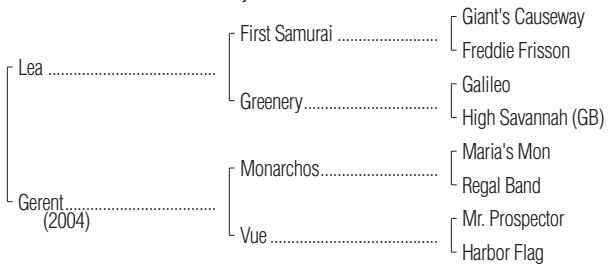 Giant's Causeway
First Samurai ....................
Freddie Frisson
Lea .................................
Galileo
Greenery...........................
High Savannah (GB)
Maria's Mon
Monarchos.......................
Regal Band
Gerent..............................
(2004)
Mr. Prospector
Vue .................................
Harbor Flag